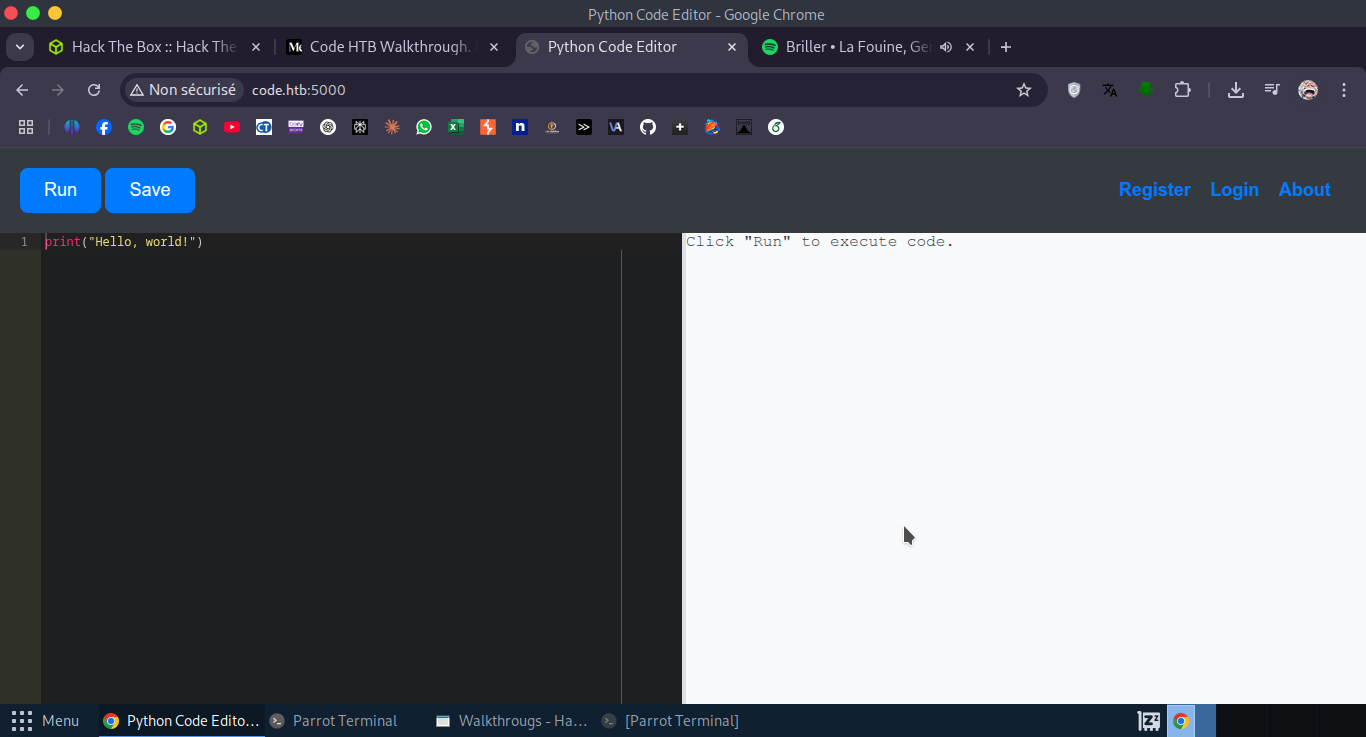 Python Code Editor - Google Chrome
Hack The Box :: Hack The
Code HTB Walkthrough.
Python Code Editor
Briller • La Fouine, Ger
Non sécurisé
code.htb:5000
Run
Save
Register
Login
About
1
print("Hello, world!")
Click "Run" to execute code.
Menu
Python Code Edito...
Parrot Terminal
Walkthrougs - Ha...
[Parrot Terminal]